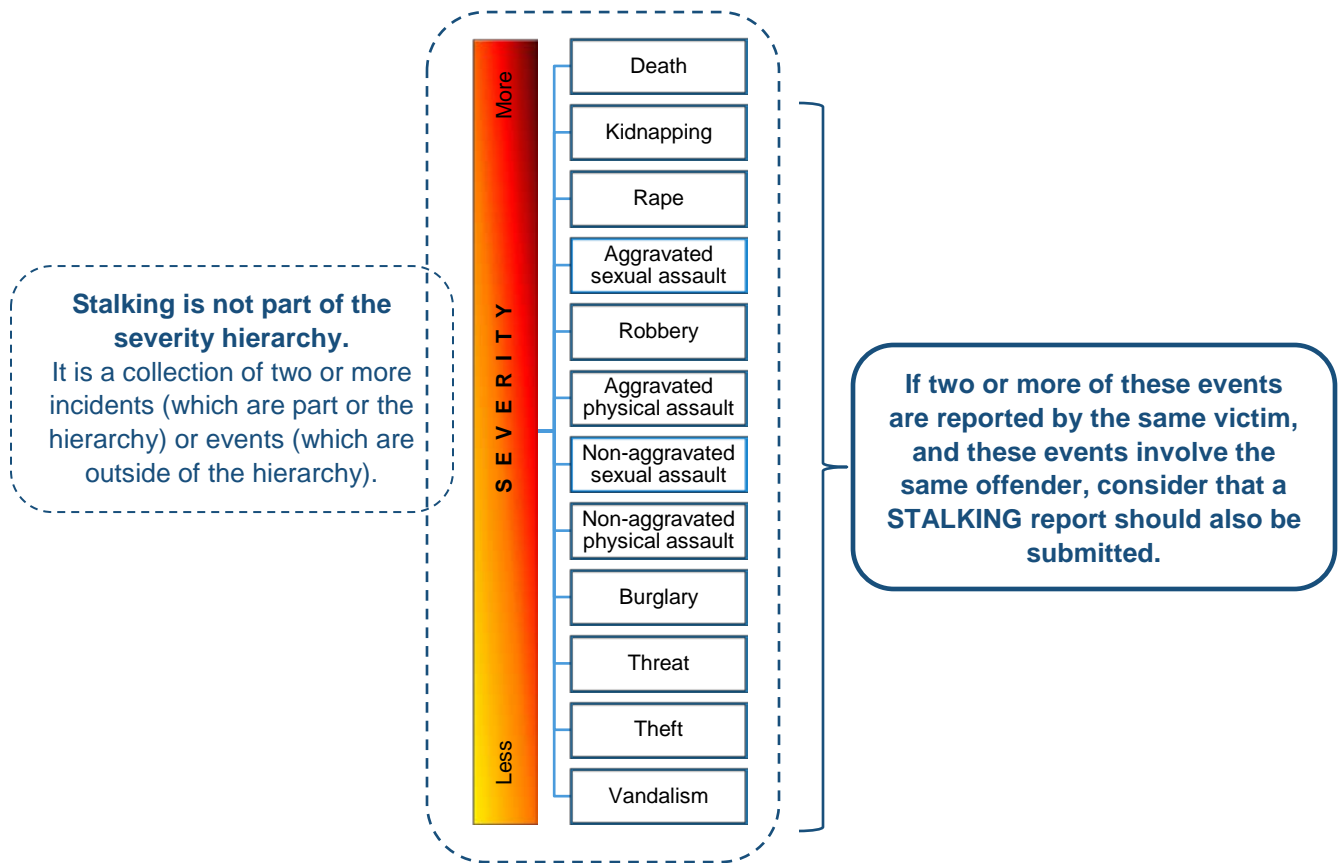 Stalking is not part of the
severity hierarchy.
It is a collection of two or more
incidents (which are part or the
hierarchy) or events (which are
outside of the hierarchy).
More
SEVERITY
Less
Death
Kidnapping
Rape
Aggravated
sexual assault
Robbery
Aggravated
physical assault
Non-aggravated
sexual assault
Non-aggravated
physical assault
Burglary
Threat
Theft
Vandalism
If two or more of these events
are reported by the same victim,
and these events involve the
same offender, consider that a
STALKING report should also be
submitted.